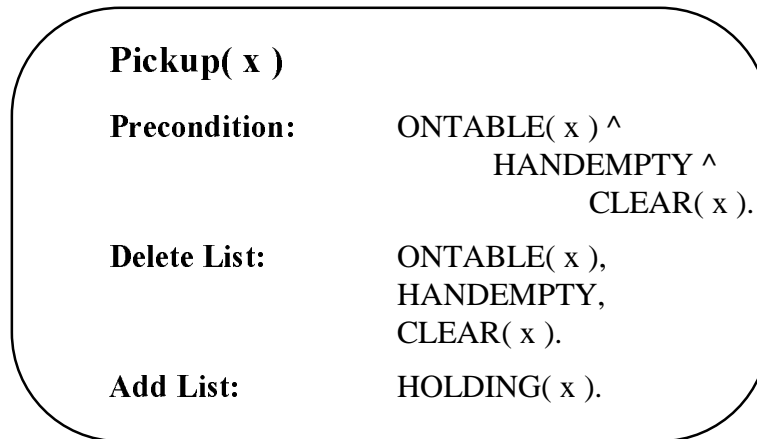 Pickup( x )
Precondition: ONTABLE( x ) ^
HANDEMPTY ^
CLEAR( x ).
Delete List: ONTABLE( x ),
HANDEMPTY,
CLEAR( x ).
Add List: HOLDING( x ).